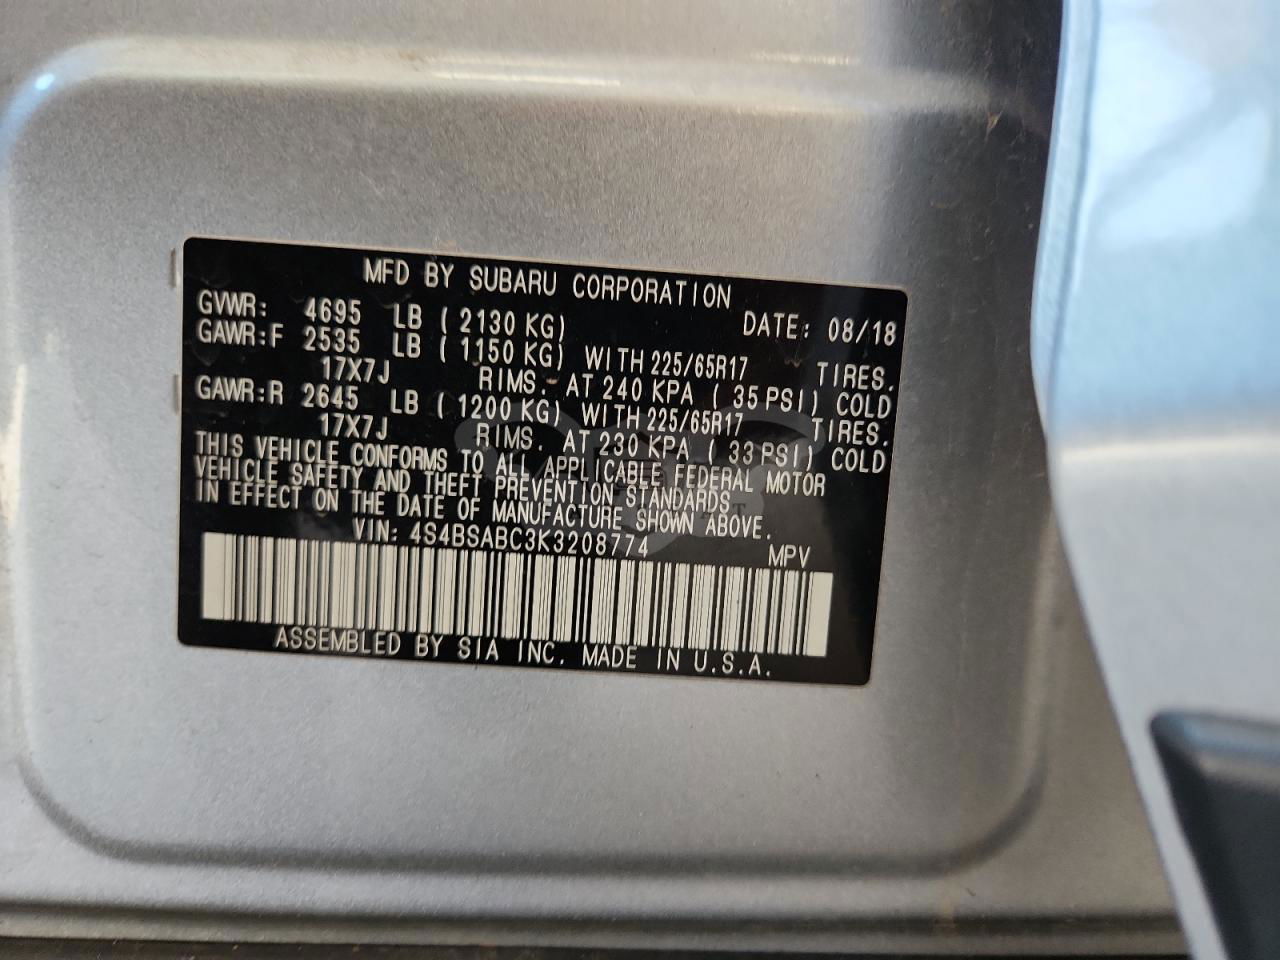 MFD BY SUBARU CORPORATION
GVWR: 4695 LB ( 2130 KG) DATE: 08/18
GAWR:F 2535 LB ( 1150 KG) WITH 225/65R17 TIRES.
17X7J RIMS. AT 240 KPA ( 35 PSI) COLD
GAWR:R 2645 LB ( 1200 KG) WITH 225/65R17 TIRES.
17X7J RIMS. AT 230 KPA ( 33 PSI) COLD
THIS VEHICLE CONFORMS TO ALL APPLICABLE FEDERAL MOTOR
VEHICLE SAFETY AND THEFT PREVENTION STANDARDS
IN EFFECT ON THE DATE OF MANUFACTURE SHOWN ABOVE.
VIN: 4S4BSABC3K3208774 MPV
ASSEMBLED BY SIA INC. MADE IN U.S.A.